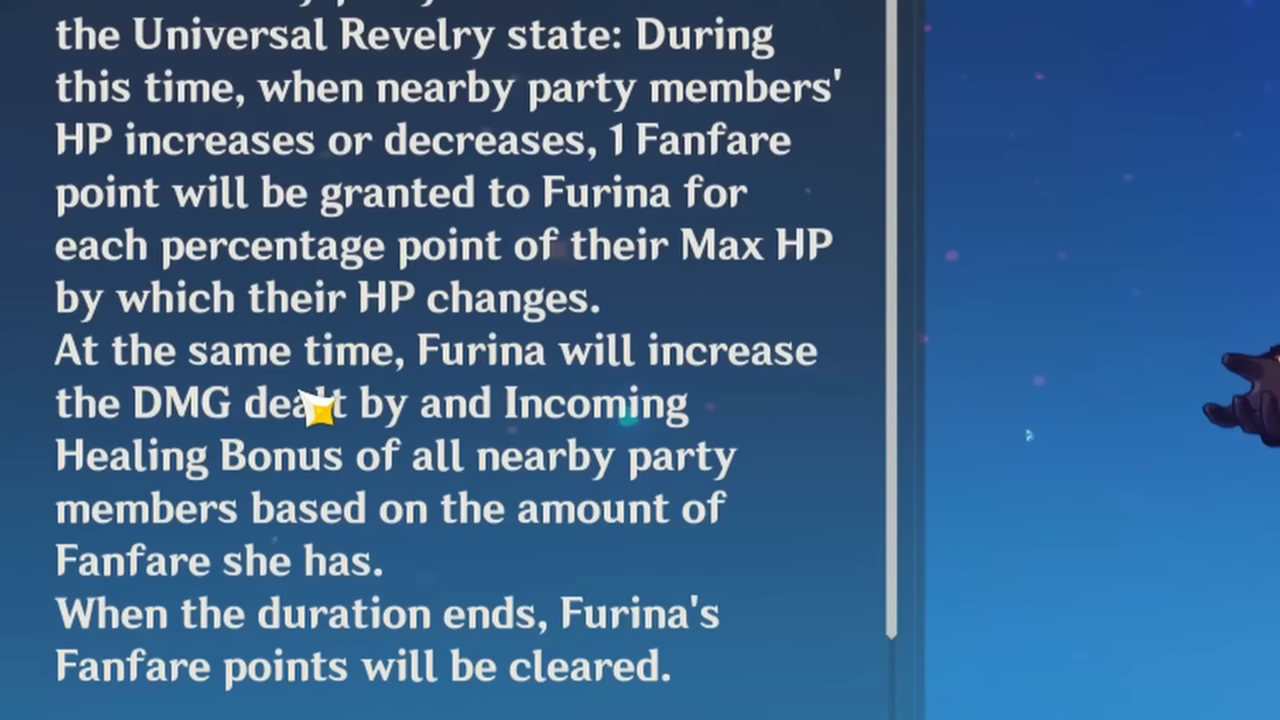 the Universal Revelry state: During
this time, when nearby party members'
HP increases or decreases, 1 Fanfare
point will be granted to Furina for
each percentage point of their Max HP
by which their HP changes.
At the same time, Furina will increase
the DMG dealt by and Incoming
Healing Bonus of all nearby party
members based on the amount of
Fanfare she has.
When the duration ends, Furina's
Fanfare points will be cleared.